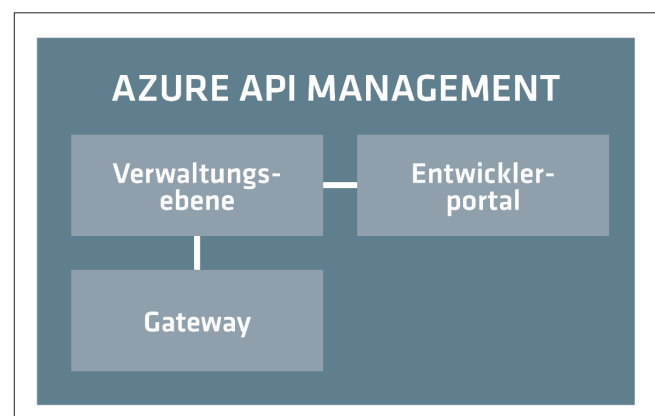 AZURE API MANAGEMENT
Verwaltungs-
ebene
Entwickler-
portal
Gateway